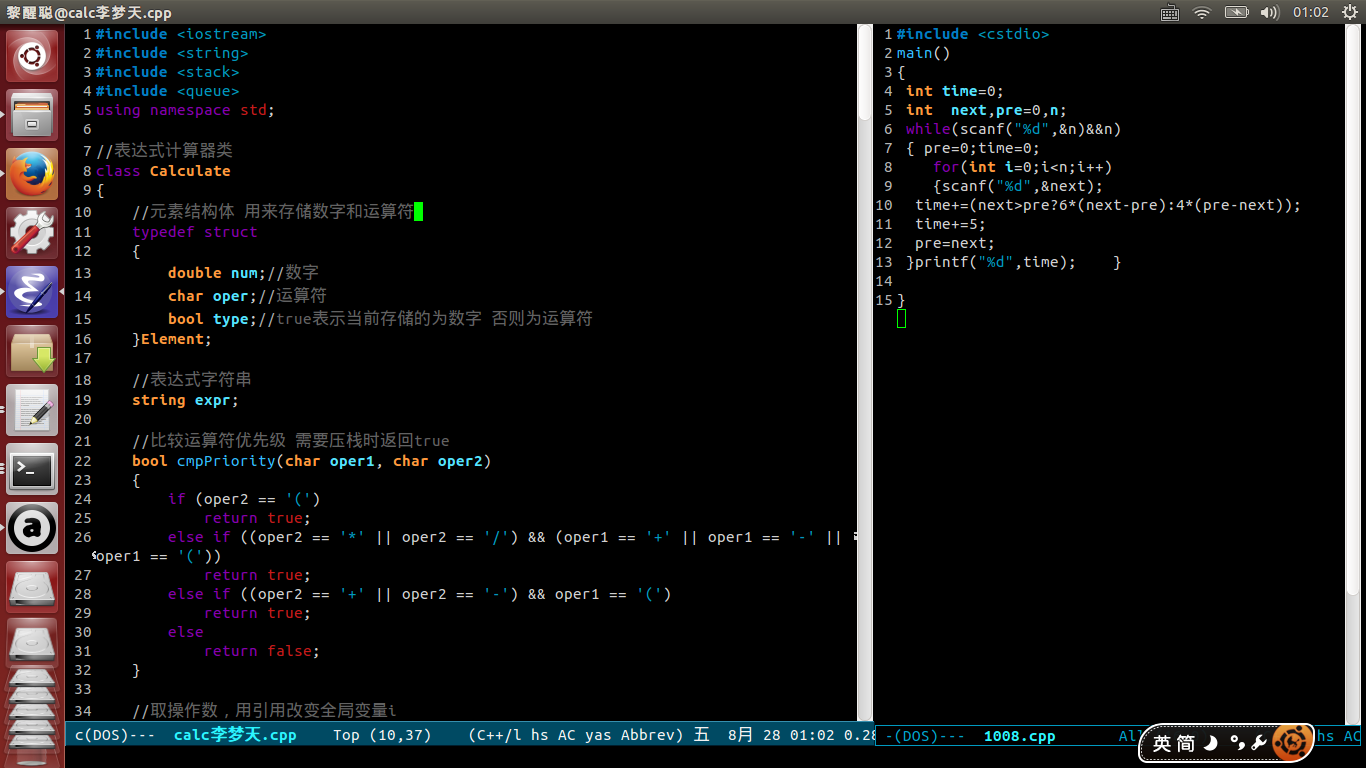 黎醒聪@calc李梦天.cpp
01:02
1 #include <iostream>
2 #include <string>
3 #include <stack>
4 #include <queue>
5 using namespace std;
6
7 //表达式计算器类
8 class Calculate
9 {
10     //元素结构体 用来存储数字和运算符
11     typedef struct
12     {
13         double num;//数字
14         char oper;//运算符
15         bool type;//true表示当前存储的为数字 否则为运算符
16     }Element;
17
18     //表达式字符串
19     string expr;
20
21     //比较运算符优先级 需要压栈时返回true
22     bool cmpPriority(char oper1, char oper2)
23     {
24         if (oper2 == '(')
25             return true;
26         else if ((oper2 == '*' || oper2 == '/') && (oper1 == '+' || oper1 == '-' ||
oper1 == '('))
27             return true;
28         else if ((oper2 == '+' || oper2 == '-') && oper1 == '(')
29             return true;
30         else
31             return false;
32     }
33
34     //取操作数，用引用改变全局变量i
c(DOS)---  calc李梦天.cpp    Top (10,37)    (C++/l hs AC yas Abbrev) 五  8月 28 01:02 0.28
1 #include <cstdio>
2 main()
3 {
4  int time=0;
5  int  next,pre=0,n;
6  while(scanf("%d",&n)&&n)
7  { pre=0;time=0;
8     for(int i=0;i<n;i++)
9     {scanf("%d",&next);
10   time+=(next>pre?6*(next-pre):4*(pre-next));
11   time+=5;
12   pre=next;
13  }printf("%d",time);    }
14
15 }
-(DOS)---  1008.cpp
hs AC
英 简